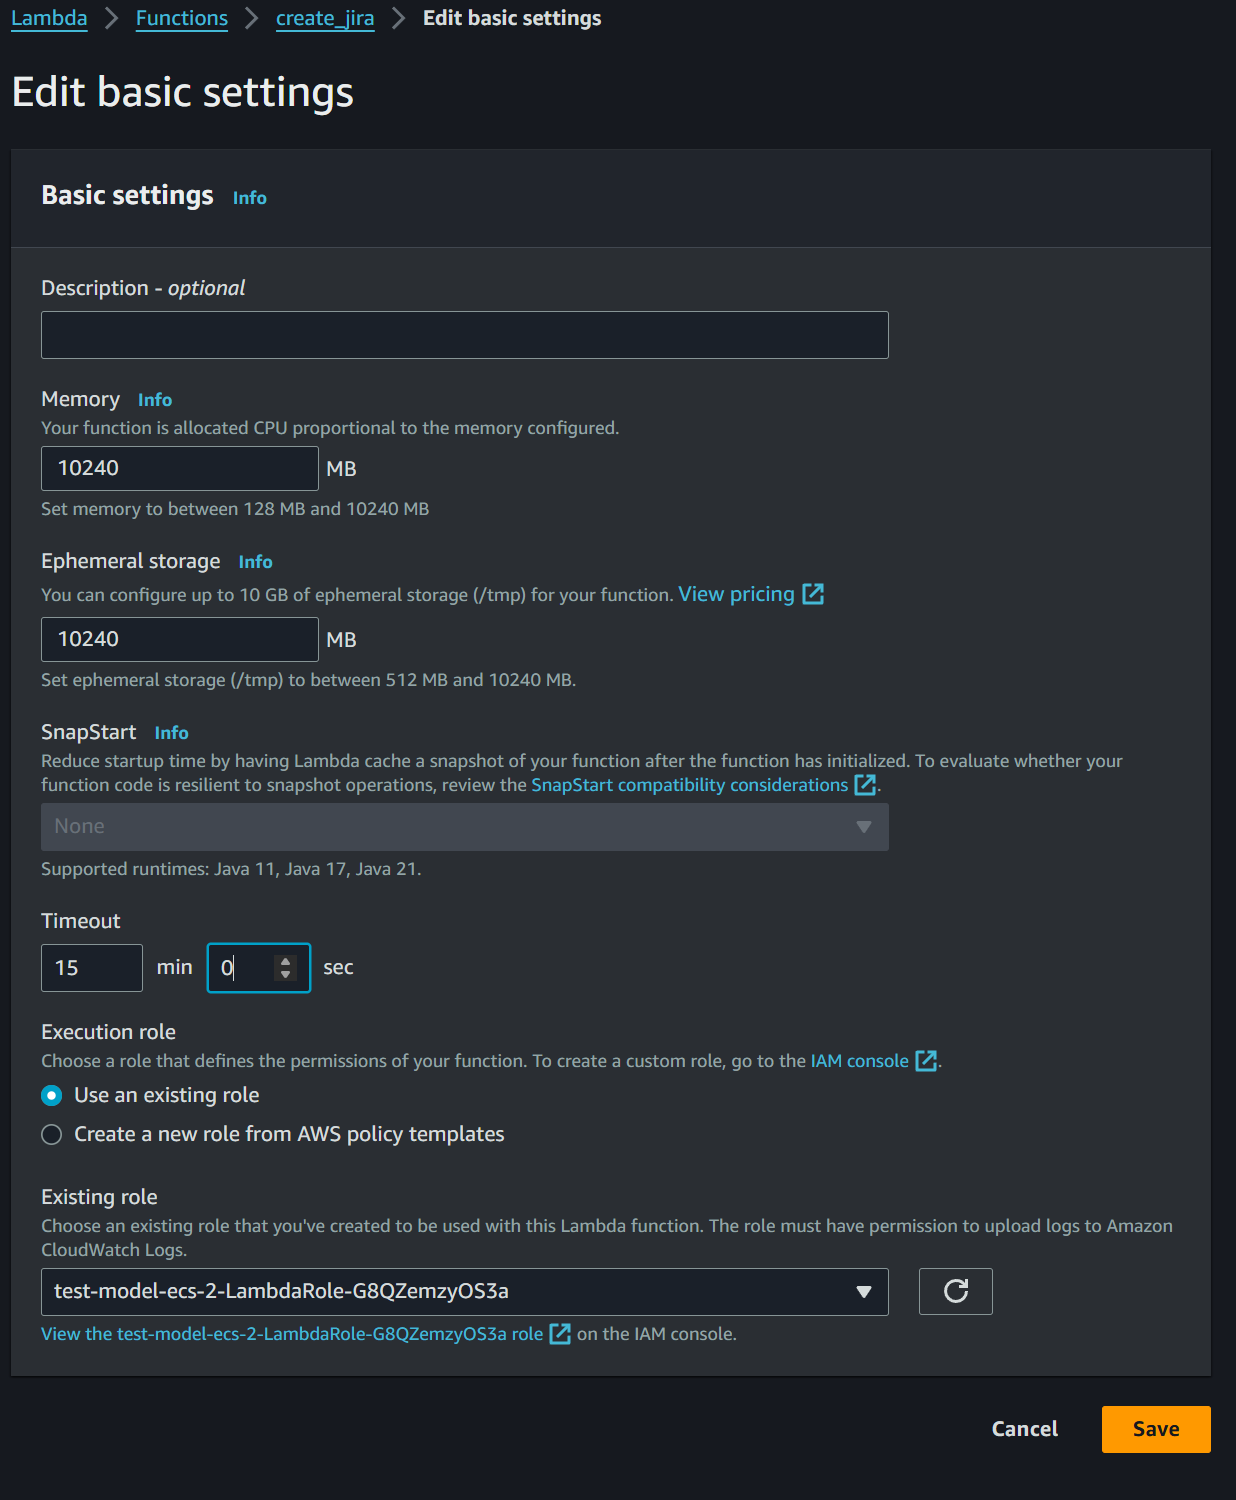 Lambda > Functions > create_jira > Edit basic settings
Edit basic settings
Basic settings Info
Description - optional
Memory Info
Your function is allocated CPU proportional to the memory configured.
10240 MB
Set memory to between 128 MB and 10240 MB
Ephemeral storage Info
You can configure up to 10 GB of ephemeral storage (/tmp) for your function. View pricing
10240 MB
Set ephemeral storage (/tmp) to between 512 MB and 10240 MB.
SnapStart Info
Reduce startup time by having Lambda cache a snapshot of your function after the function has initialized. To evaluate whether your
function code is resilient to snapshot operations, review the SnapStart compatibility considerations.
None
Supported runtimes: Java 11, Java 17, Java 21.
Timeout
15 min 0 sec
Execution role
Choose a role that defines the permissions of your function. To create a custom role, go to the IAM console.
Use an existing role
Create a new role from AWS policy templates
Existing role
Choose an existing role that you've created to be used with this Lambda function. The role must have permission to upload logs to Amazon
CloudWatch Logs.
test-model-ecs-2-LambdaRole-G8QZemzyOS3a
View the test-model-ecs-2-LambdaRole-G8QZemzyOS3a role on the IAM console.
Cancel Save